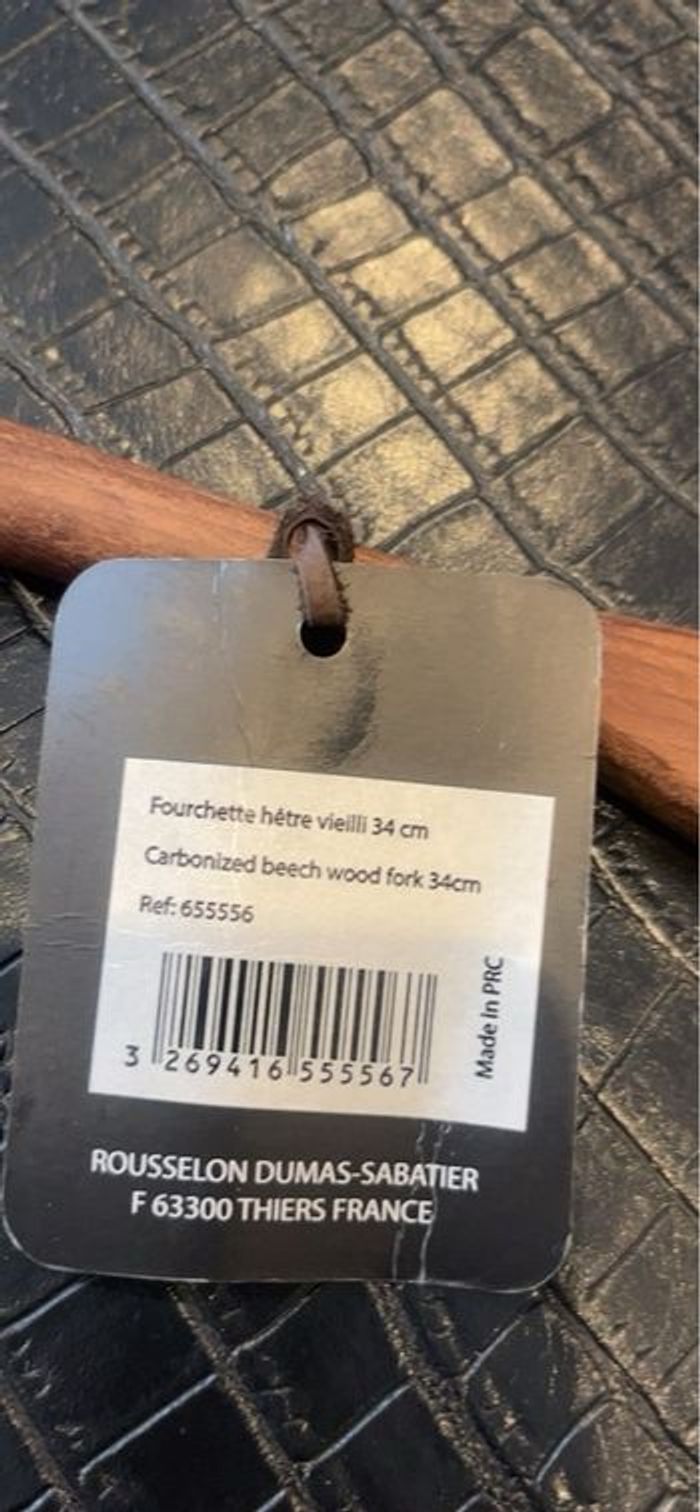 Fourchette hêtre vieilli 34 cm
Carbonized beech wood fork 34cm
Ref: 655556
Made In PRC
3 269416 555567
ROUSSELON DUMAS-SABATIER
F 63300 THIERS FRANCE